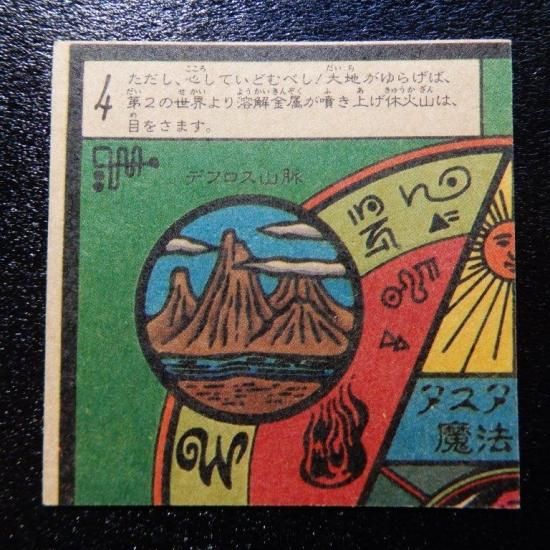 4
ただし、心していどむべし！大地がゆらげば、
第２の世界より溶解金属が噴き上げ休火山は、
目をさます。
デフロス山脈
タスタ
魔法